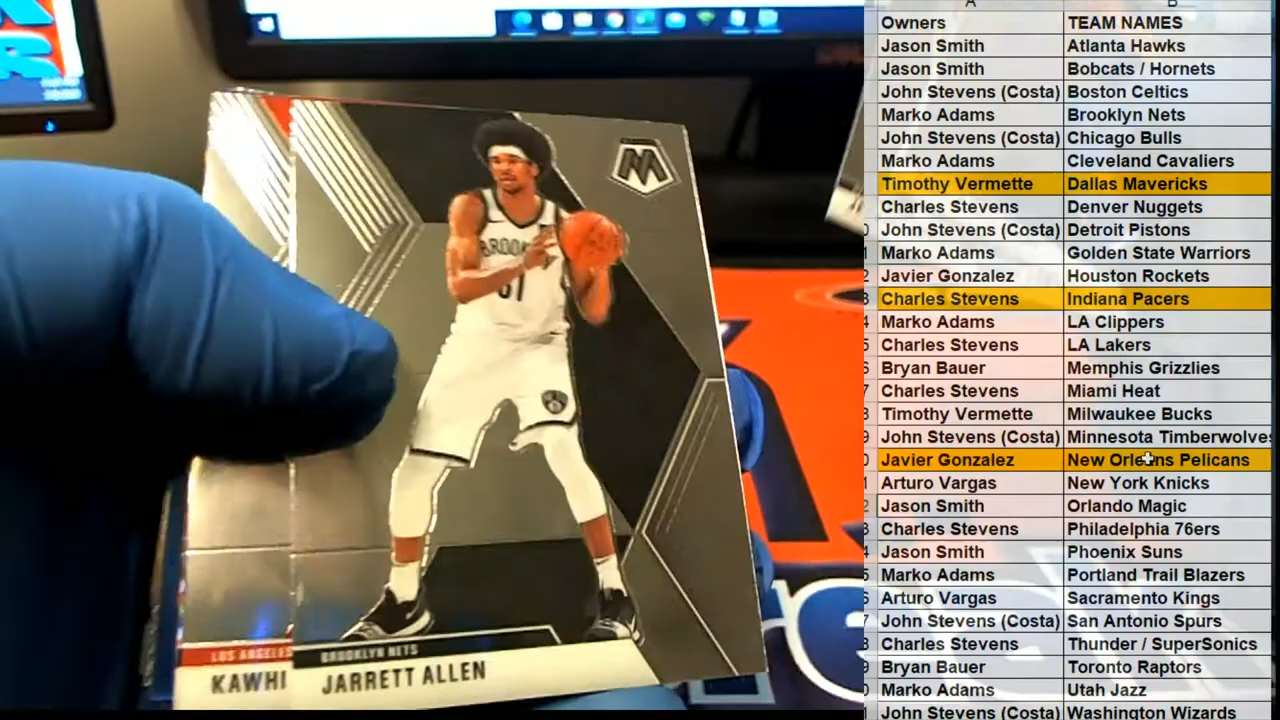 BROOK
31
LOS ANGELES
KAWHI
BROOKLYN NETS
JARRETT ALLEN
A B
Owners TEAM NAMES
Jason Smith Atlanta Hawks
Jason Smith Bobcats / Hornets
John Stevens (Costa) Boston Celtics
Marko Adams Brooklyn Nets
John Stevens (Costa) Chicago Bulls
Marko Adams Cleveland Cavaliers
Timothy Vermette Dallas Mavericks
Charles Stevens Denver Nuggets
John Stevens (Costa) Detroit Pistons
Marko Adams Golden State Warriors
Javier Gonzalez Houston Rockets
Charles Stevens Indiana Pacers
Marko Adams LA Clippers
Charles Stevens LA Lakers
Bryan Bauer Memphis Grizzlies
Charles Stevens Miami Heat
Timothy Vermette Milwaukee Bucks
John Stevens (Costa) Minnesota Timberwolves
Javier Gonzalez New Orleans Pelicans
Arturo Vargas New York Knicks
Jason Smith Orlando Magic
Charles Stevens Philadelphia 76ers
Jason Smith Phoenix Suns
Marko Adams Portland Trail Blazers
Arturo Vargas Sacramento Kings
John Stevens (Costa) San Antonio Spurs
Charles Stevens Thunder / SuperSonics
Bryan Bauer Toronto Raptors
Marko Adams Utah Jazz
John Stevens (Costa) Washington Wizards